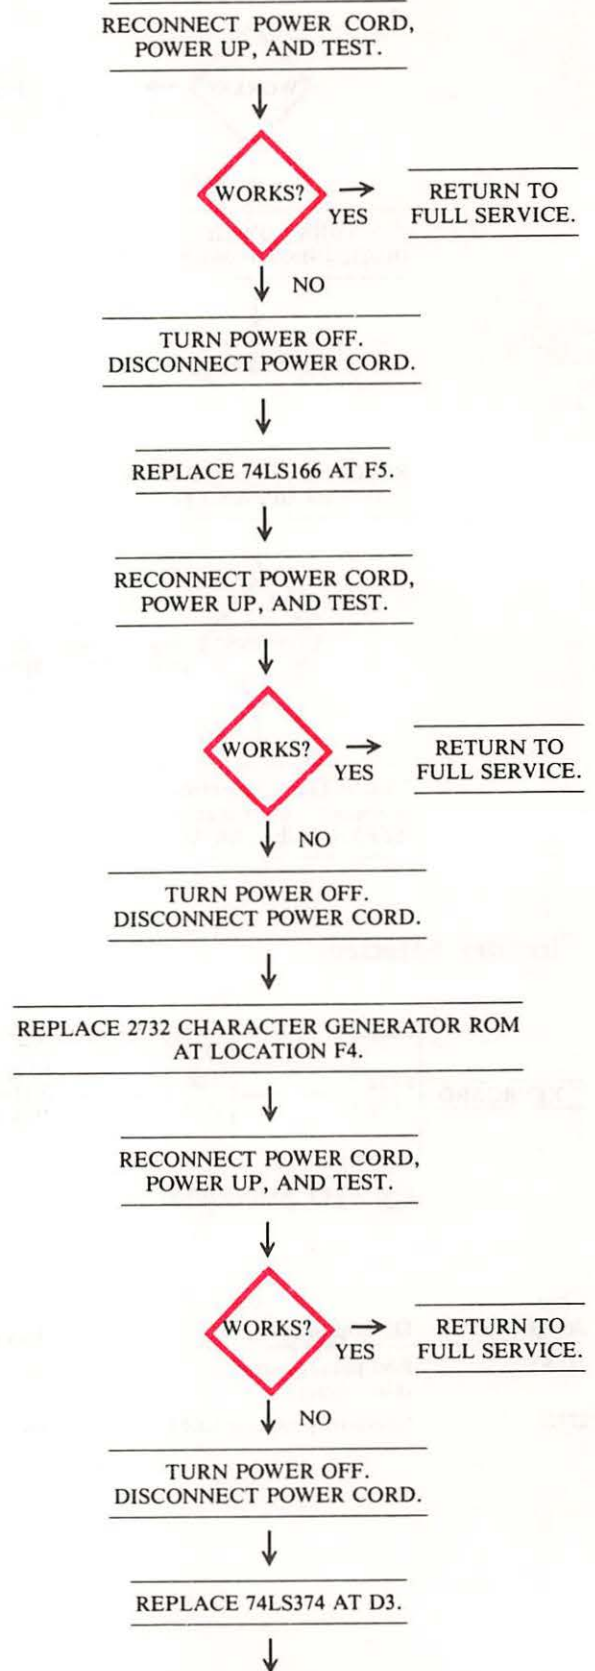 RECONNECT POWER CORD,
POWER UP, AND TEST.
WORKS?
YES
RETURN TO
FULL SERVICE.
NO
TURN POWER OFF.
DISCONNECT POWER CORD.
REPLACE 74LS166 AT F5.
RECONNECT POWER CORD,
POWER UP, AND TEST.
WORKS?
YES
RETURN TO
FULL SERVICE.
NO
TURN POWER OFF.
DISCONNECT POWER CORD.
REPLACE 2732 CHARACTER GENERATOR ROM
AT LOCATION F4.
RECONNECT POWER CORD,
POWER UP, AND TEST.
WORKS?
YES
RETURN TO
FULL SERVICE.
NO
TURN POWER OFF.
DISCONNECT POWER CORD.
REPLACE 74LS374 AT D3.